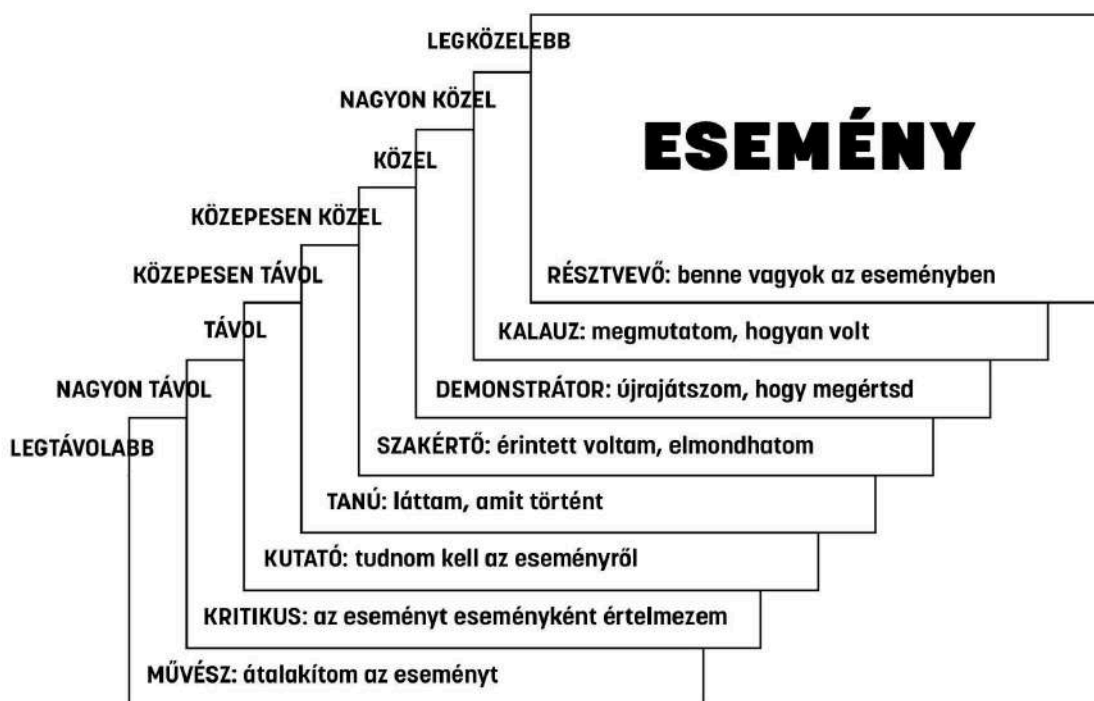 LEGKÖZELEBB
NAGYON KÖZEL
ESEMÉNY
KÖZEL
KÖZEPESEN KÖZEL
KÖZEPESEN TÁVOL
RÉSZTVEVŐ: benne vagyok az eseményben
TÁVOL
KALAUZ: megmutatom, hogyan volt
NAGYON TÁVOL
DEMONSTRÁTOR: újrajátszom, hogy megértsd
LEGTÁVOLABB
SZAKÉRTŐ: érintett voltam, elmondhatom
TANÚ: láttam, amit történt
KUTATÓ: tudnom kell az eseményről
KRITIKUS: az eseményt eseményként értelmezem
MŰVÉSZ: átalakítom az eseményt